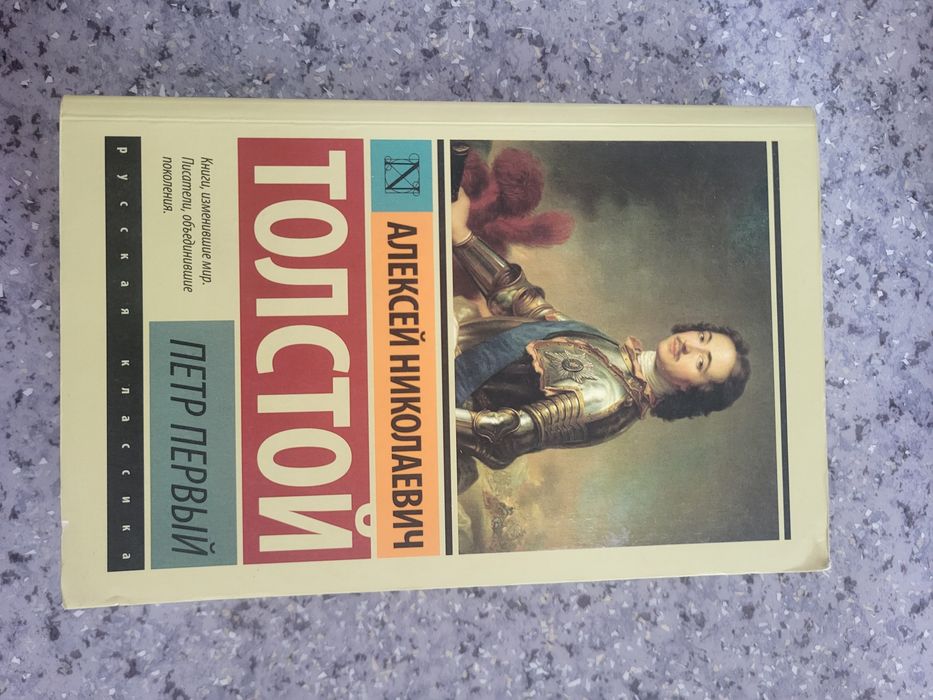 АЛЕКСЕЙ НИКОЛАЕВИЧ
ТОЛСТОЙ
Книги, изменившие мир.
Писатели, объединившие
поколения.
ПЕТР ПЕРВЫЙ
русская классика